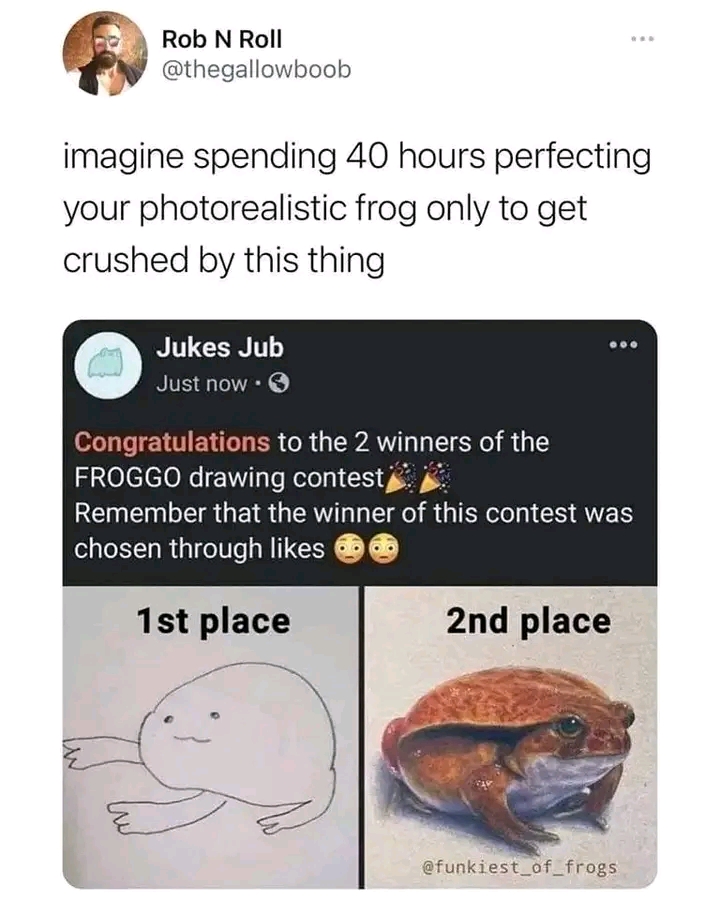 Rob N Roll
@thegallowboob
imagine spending 40 hours perfecting
your photorealistic frog only to get
crushed by this thing
Jukes Jub
Just now ·
Congratulations to the 2 winners of the
FROGGO drawing contest🎉🎉
Remember that the winner of this contest was
chosen through likes 😳😳
1st place
2nd place
@funkiest_of_frogs